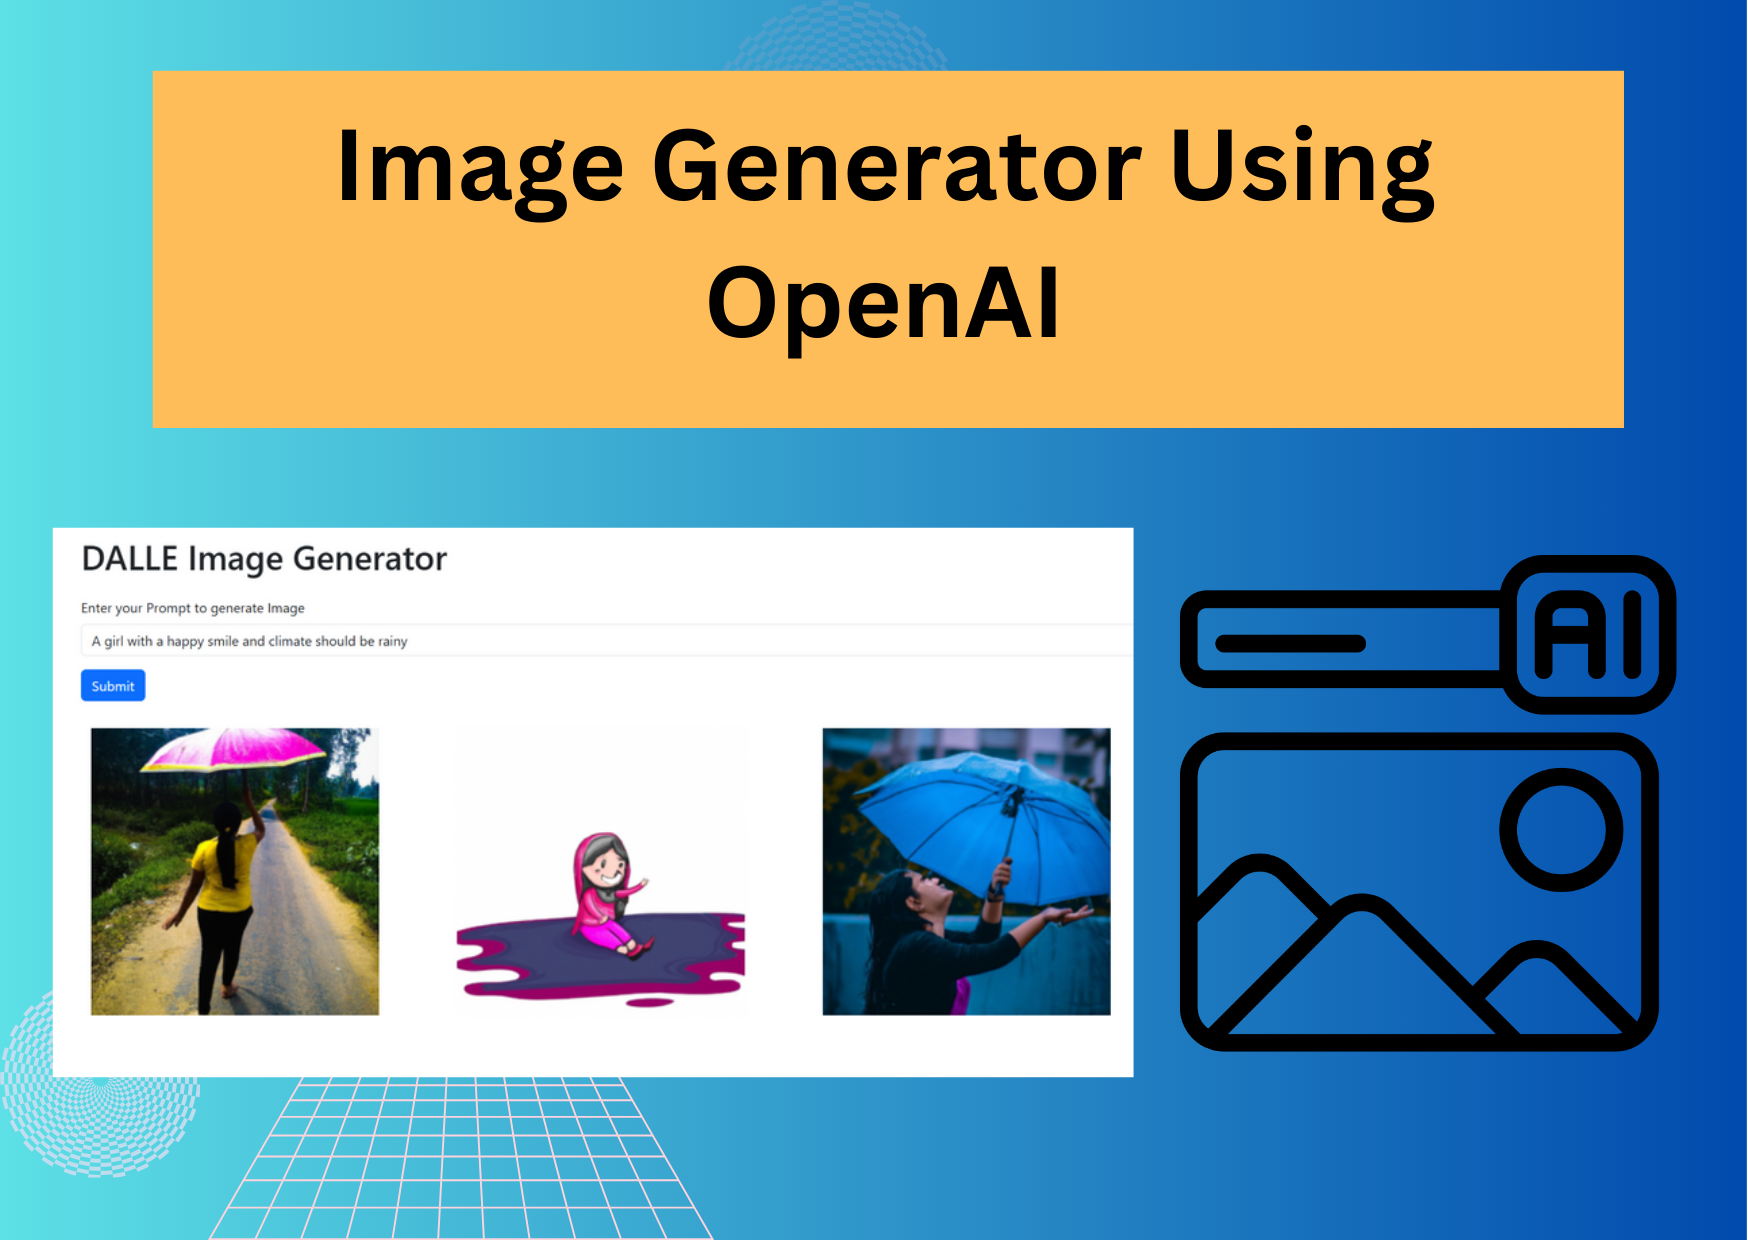 Image Generator Using
OpenAI
DALLE Image Generator
Enter your Prompt to generate Image
A girl with a happy smile and climate should be rainy
Submit
AI